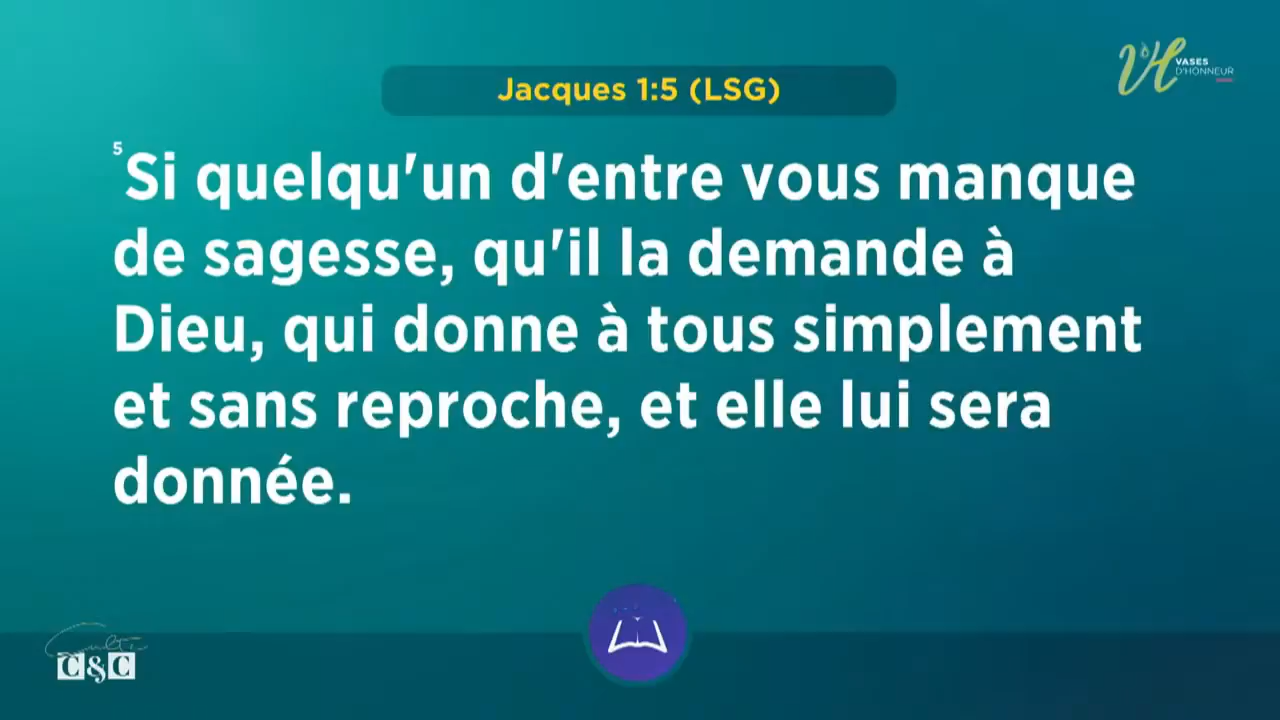 VASES
D'HONNEUR
Jacques 1:5 (LSG)
5 Si quelqu'un d'entre vous manque
de sagesse, qu'il la demande à
Dieu, qui donne à tous simplement
et sans reproche, et elle lui sera
donnée.
C&C